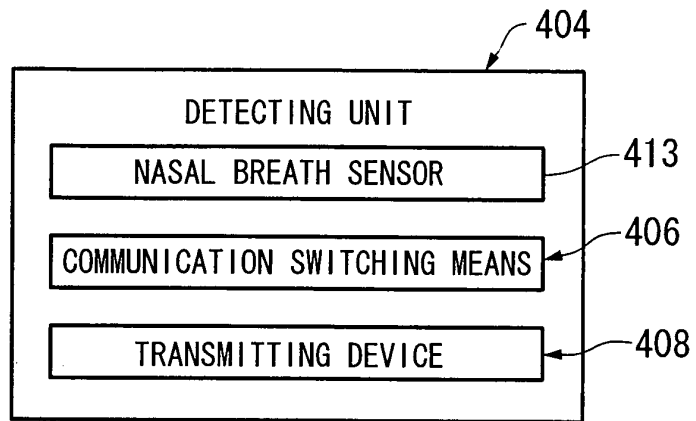 404
DETECTING UNIT
NASAL BREATH SENSOR
413
COMMUNICATION SWITCHING MEANS
406
TRANSMITTING DEVICE
408